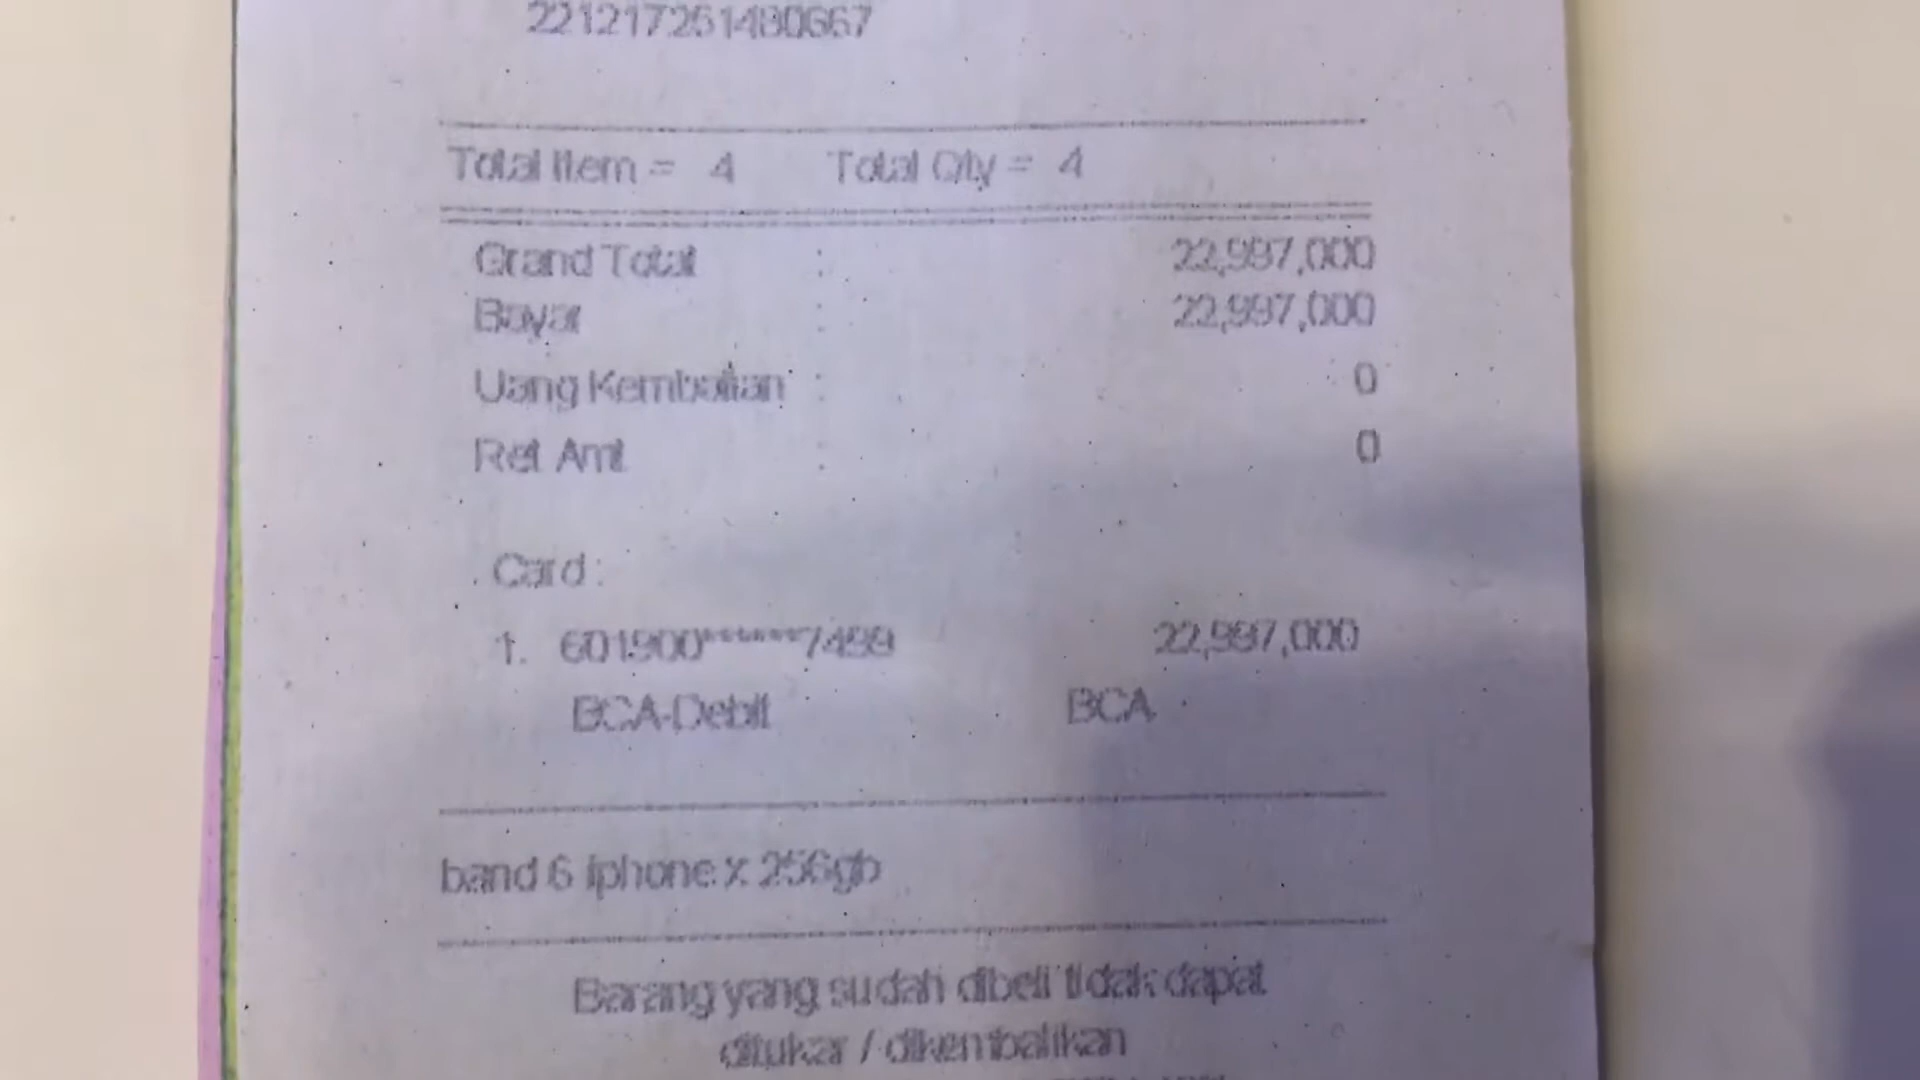 221217251480667
Total Item = 4 Total Qty = 4
Grand Total : 22,997,000
Bayar : 22,997,000
Uang Kembalian : 0
Ret Amt : 0
Card :
1. 601900******7499 22,997,000
BCA-Debit BCA
band 6 iphone x 256gb
Barang yang sudah dibeli tidak dapat
ditukar / dikembalikan